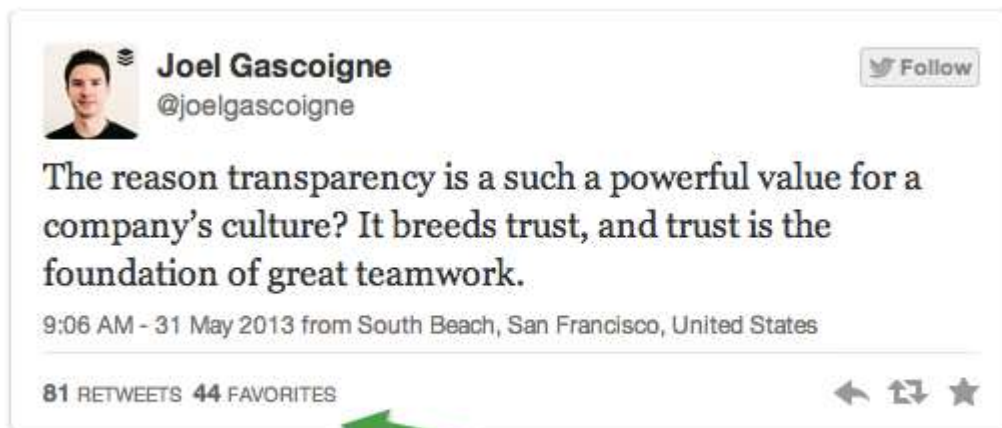 Joel Gascoigne
@joelgascoigne
Follow
The reason transparency is a such a powerful value for a
company’s culture? It breeds trust, and trust is the
foundation of great teamwork.
9:06 AM - 31 May 2013 from South Beach, San Francisco, United States
81 RETWEETS 44 FAVORITES